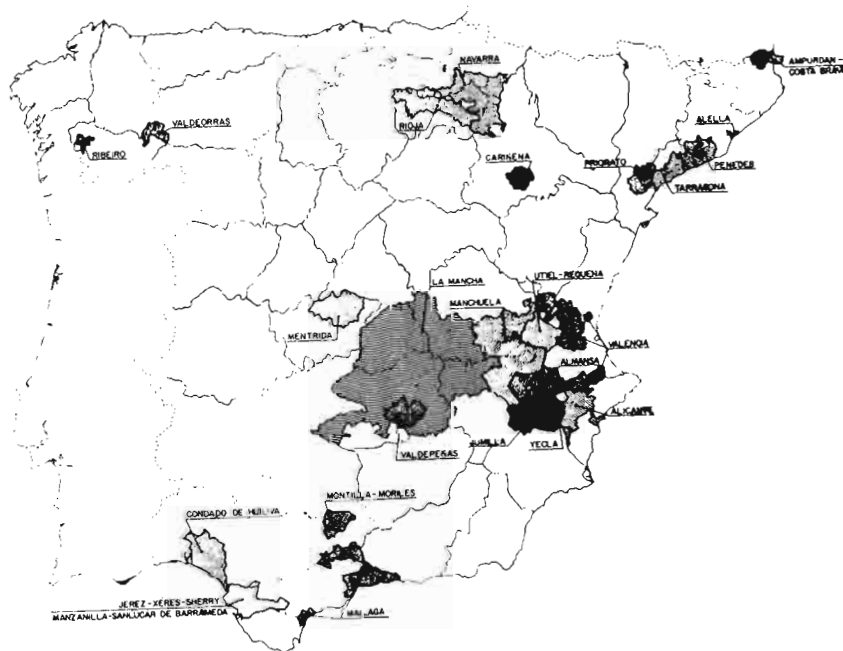 NAVARRA
AMPURDAN-
COSTA BRAVA
VALDEORRAS
ALELLA
RIOJA
RIBEIRO
CARIÑENA
PRIORATO
PENEDES
TARRAGONA
LA MANCHA
UTIEL-REQUENA
MANCHUELA
MENTRIDA
VALENCIA
ALMANSA
ALICANTE
VALDEPEÑAS
JUMILLA
YECLA
MONTILLA-MORILES
CONDADO DE HUELVA
JEREZ-XERES-SHERRY
MANZANILLA-SANLUCAR DE BARRAMEDA
MALAGA